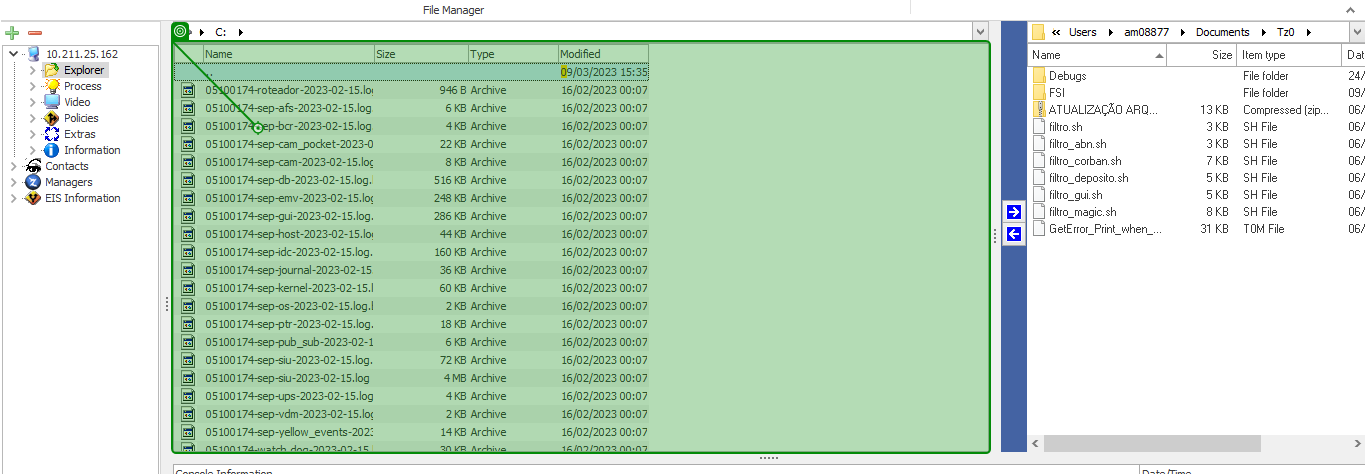 File Manager
10.211.25.162
Explorer
Process
Video
Policies
Extras
Information
Contacts
Managers
EIS Information
C:
Name Size Type Modified
.. 09/03/2023 15:35
05100174-roteador-2023-02-15.log 946 B Archive 16/02/2023 00:07
05100174-sep-afs-2023-02-15.log 6 KB Archive 16/02/2023 00:07
05100174-sep-bcr-2023-02-15.log 4 KB Archive 16/02/2023 00:07
05100174-sep-cam_pocket-2023-0 22 KB Archive 16/02/2023 00:07
05100174-sep-cam-2023-02-15.log 8 KB Archive 16/02/2023 00:07
05100174-sep-db-2023-02-15.log. 516 KB Archive 16/02/2023 00:07
05100174-sep-emv-2023-02-15.log 248 KB Archive 16/02/2023 00:07
05100174-sep-gui-2023-02-15.log 286 KB Archive 16/02/2023 00:07
05100174-sep-host-2023-02-15.log 44 KB Archive 16/02/2023 00:07
05100174-sep-idc-2023-02-15.log 160 KB Archive 16/02/2023 00:07
05100174-sep-journal-2023-02-15. 36 KB Archive 16/02/2023 00:07
05100174-sep-kernel-2023-02-15.l 60 KB Archive 16/02/2023 00:07
05100174-sep-os-2023-02-15.log. 2 KB Archive 16/02/2023 00:07
05100174-sep-ptr-2023-02-15.log. 18 KB Archive 16/02/2023 00:07
05100174-sep-pub_sub-2023-02-15 6 KB Archive 16/02/2023 00:07
05100174-sep-siu-2023-02-15.log. 72 KB Archive 16/02/2023 00:07
05100174-sep-siu-2023-02-15.log 4 MB Archive 16/02/2023 00:07
05100174-sep-ups-2023-02-15.log 4 KB Archive 16/02/2023 00:07
05100174-sep-vdm-2023-02-15.log 2 KB Archive 16/02/2023 00:07
05100174-sep-yellow_events-2023 14 KB Archive 16/02/2023 00:07
05100174-watch_dog-2023-02-15.log 30 KB Archive 16/02/2023 00:07
« Users am08877 Documents Tz0
Name Size Item type Dat
Debugs File folder 24/
FSI File folder 09/
ATUALIZAÇÃO ARQ... 13 KB Compressed (zip... 06/
filtro.sh 3 KB SH File 06/
filtro_abn.sh 3 KB SH File 06/
filtro_corban.sh 7 KB SH File 06/
filtro_deposito.sh 5 KB SH File 06/
filtro_gui.sh 5 KB SH File 06/
filtro_magic.sh 8 KB SH File 06/
GetError_Print_when_... 31 KB T0M File 06/
Console Information Date/Time